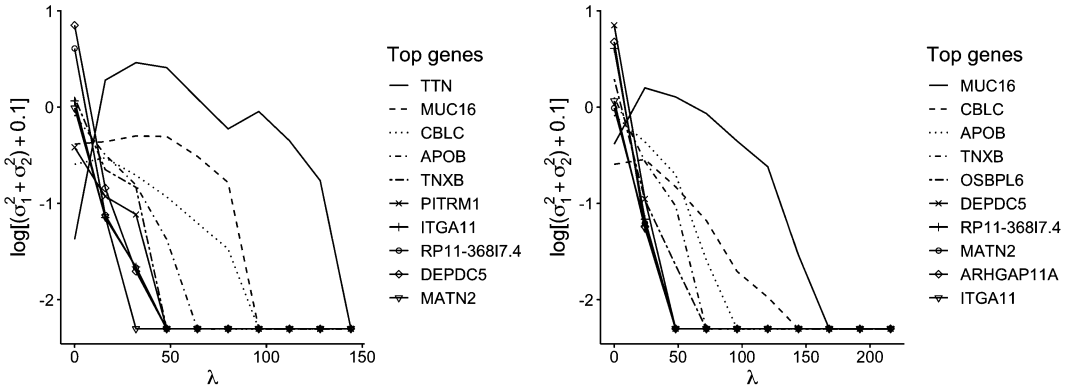 1
0
-1
-2
log[(σ₁² + σ₂²) + 0.1]
0
50
100
150
λ
Top genes
TTN
MUC16
CBLC
APOB
TNXB
PITRM1
ITGA11
RP11-368I7.4
DEPDC5
MATN2
1
0
-1
-2
log[(σ₁² + σ₂²) + 0.1]
0
50
100
150
200
λ
Top genes
MUC16
CBLC
APOB
TNXB
OSBPL6
DEPDC5
RP11-368I7.4
MATN2
ARHGAP11A
ITGA11